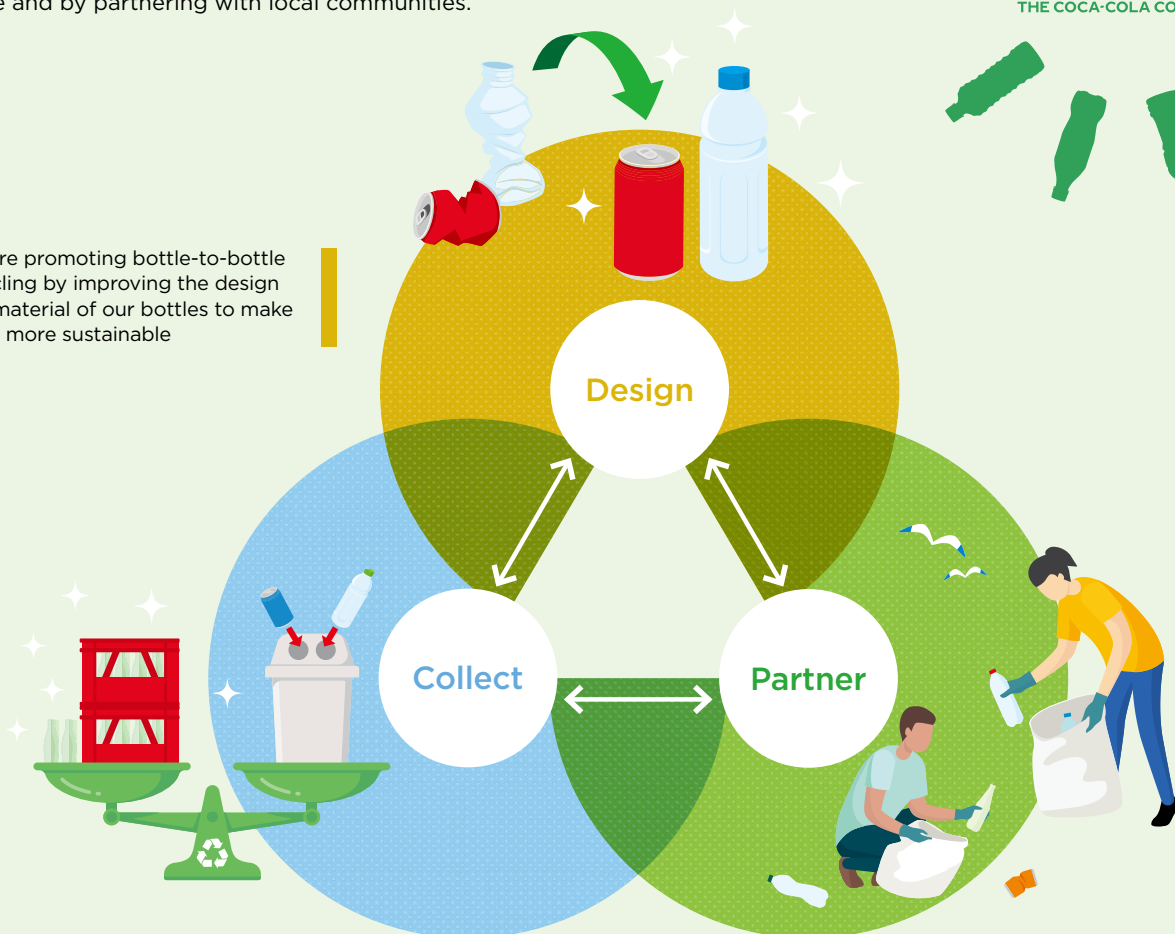 e and by partnering with local communities.
THE COCA-COLA CO
re promoting bottle-to-bottle
cling by improving the design
material of our bottles to make
more sustainable
Design
Collect
Partner